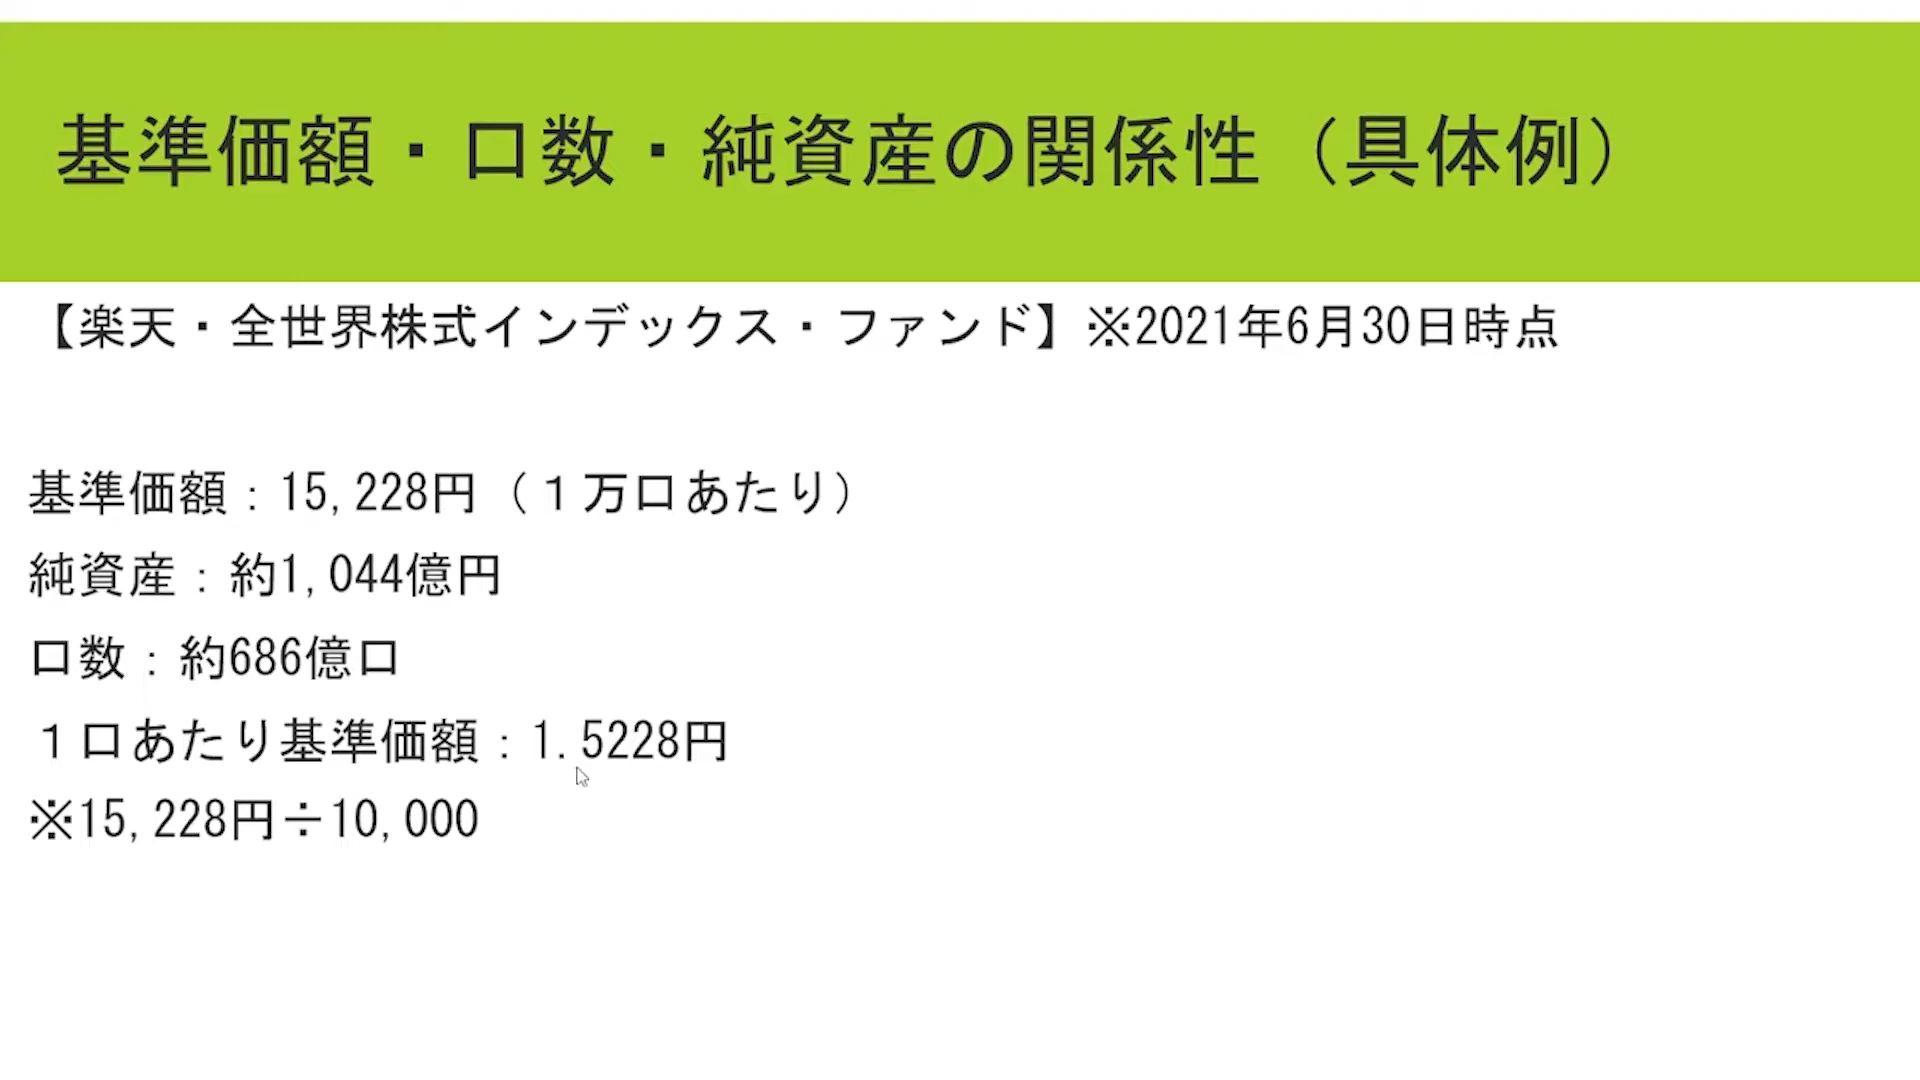 基準価額・口数・純資産の関係性（具体例）
【楽天・全世界株式インデックス・ファンド】※2021年6月30日時点
基準価額：15,228円（１万口あたり）
純資産：約1,044億円
口数：約686億口
１口あたり基準価額：1.5228円
※15,228円÷10,000